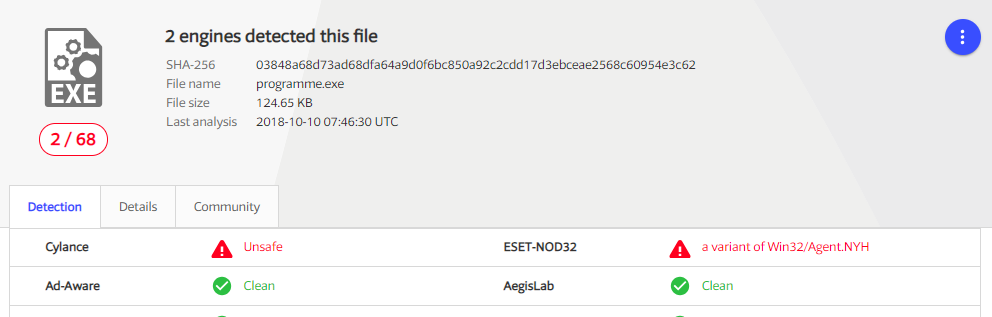 2 engines detected this file
SHA-256 03848a68d73ad68dfa64a9d0f6bc850a92c2cdd17d3ebceae2568c60954e3c62
File name programme.exe
File size 124.65 KB
Last analysis 2018-10-10 07:46:30 UTC
EXE
2 / 68
Detection Details Community
Cylance Unsafe ESET-NOD32 a variant of Win32/Agent.NYH
Ad-Aware Clean AegisLab Clean